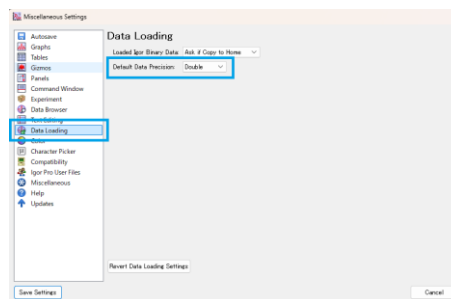 Miscellaneous Settings
Autosave
Graphs
Tables
Gizmos
Panels
Command Window
Experiment
Data Browser
Text Editing
Data Loading
Color
Character Picker
Compatibility
Igor Pro User Files
Miscellaneous
Help
Updates
Data Loading
Loaded Igor Binary Data Ask if Copy to Home
Default Data Precision Double
Revert Data Loading Settings
Save Settings
Cancel